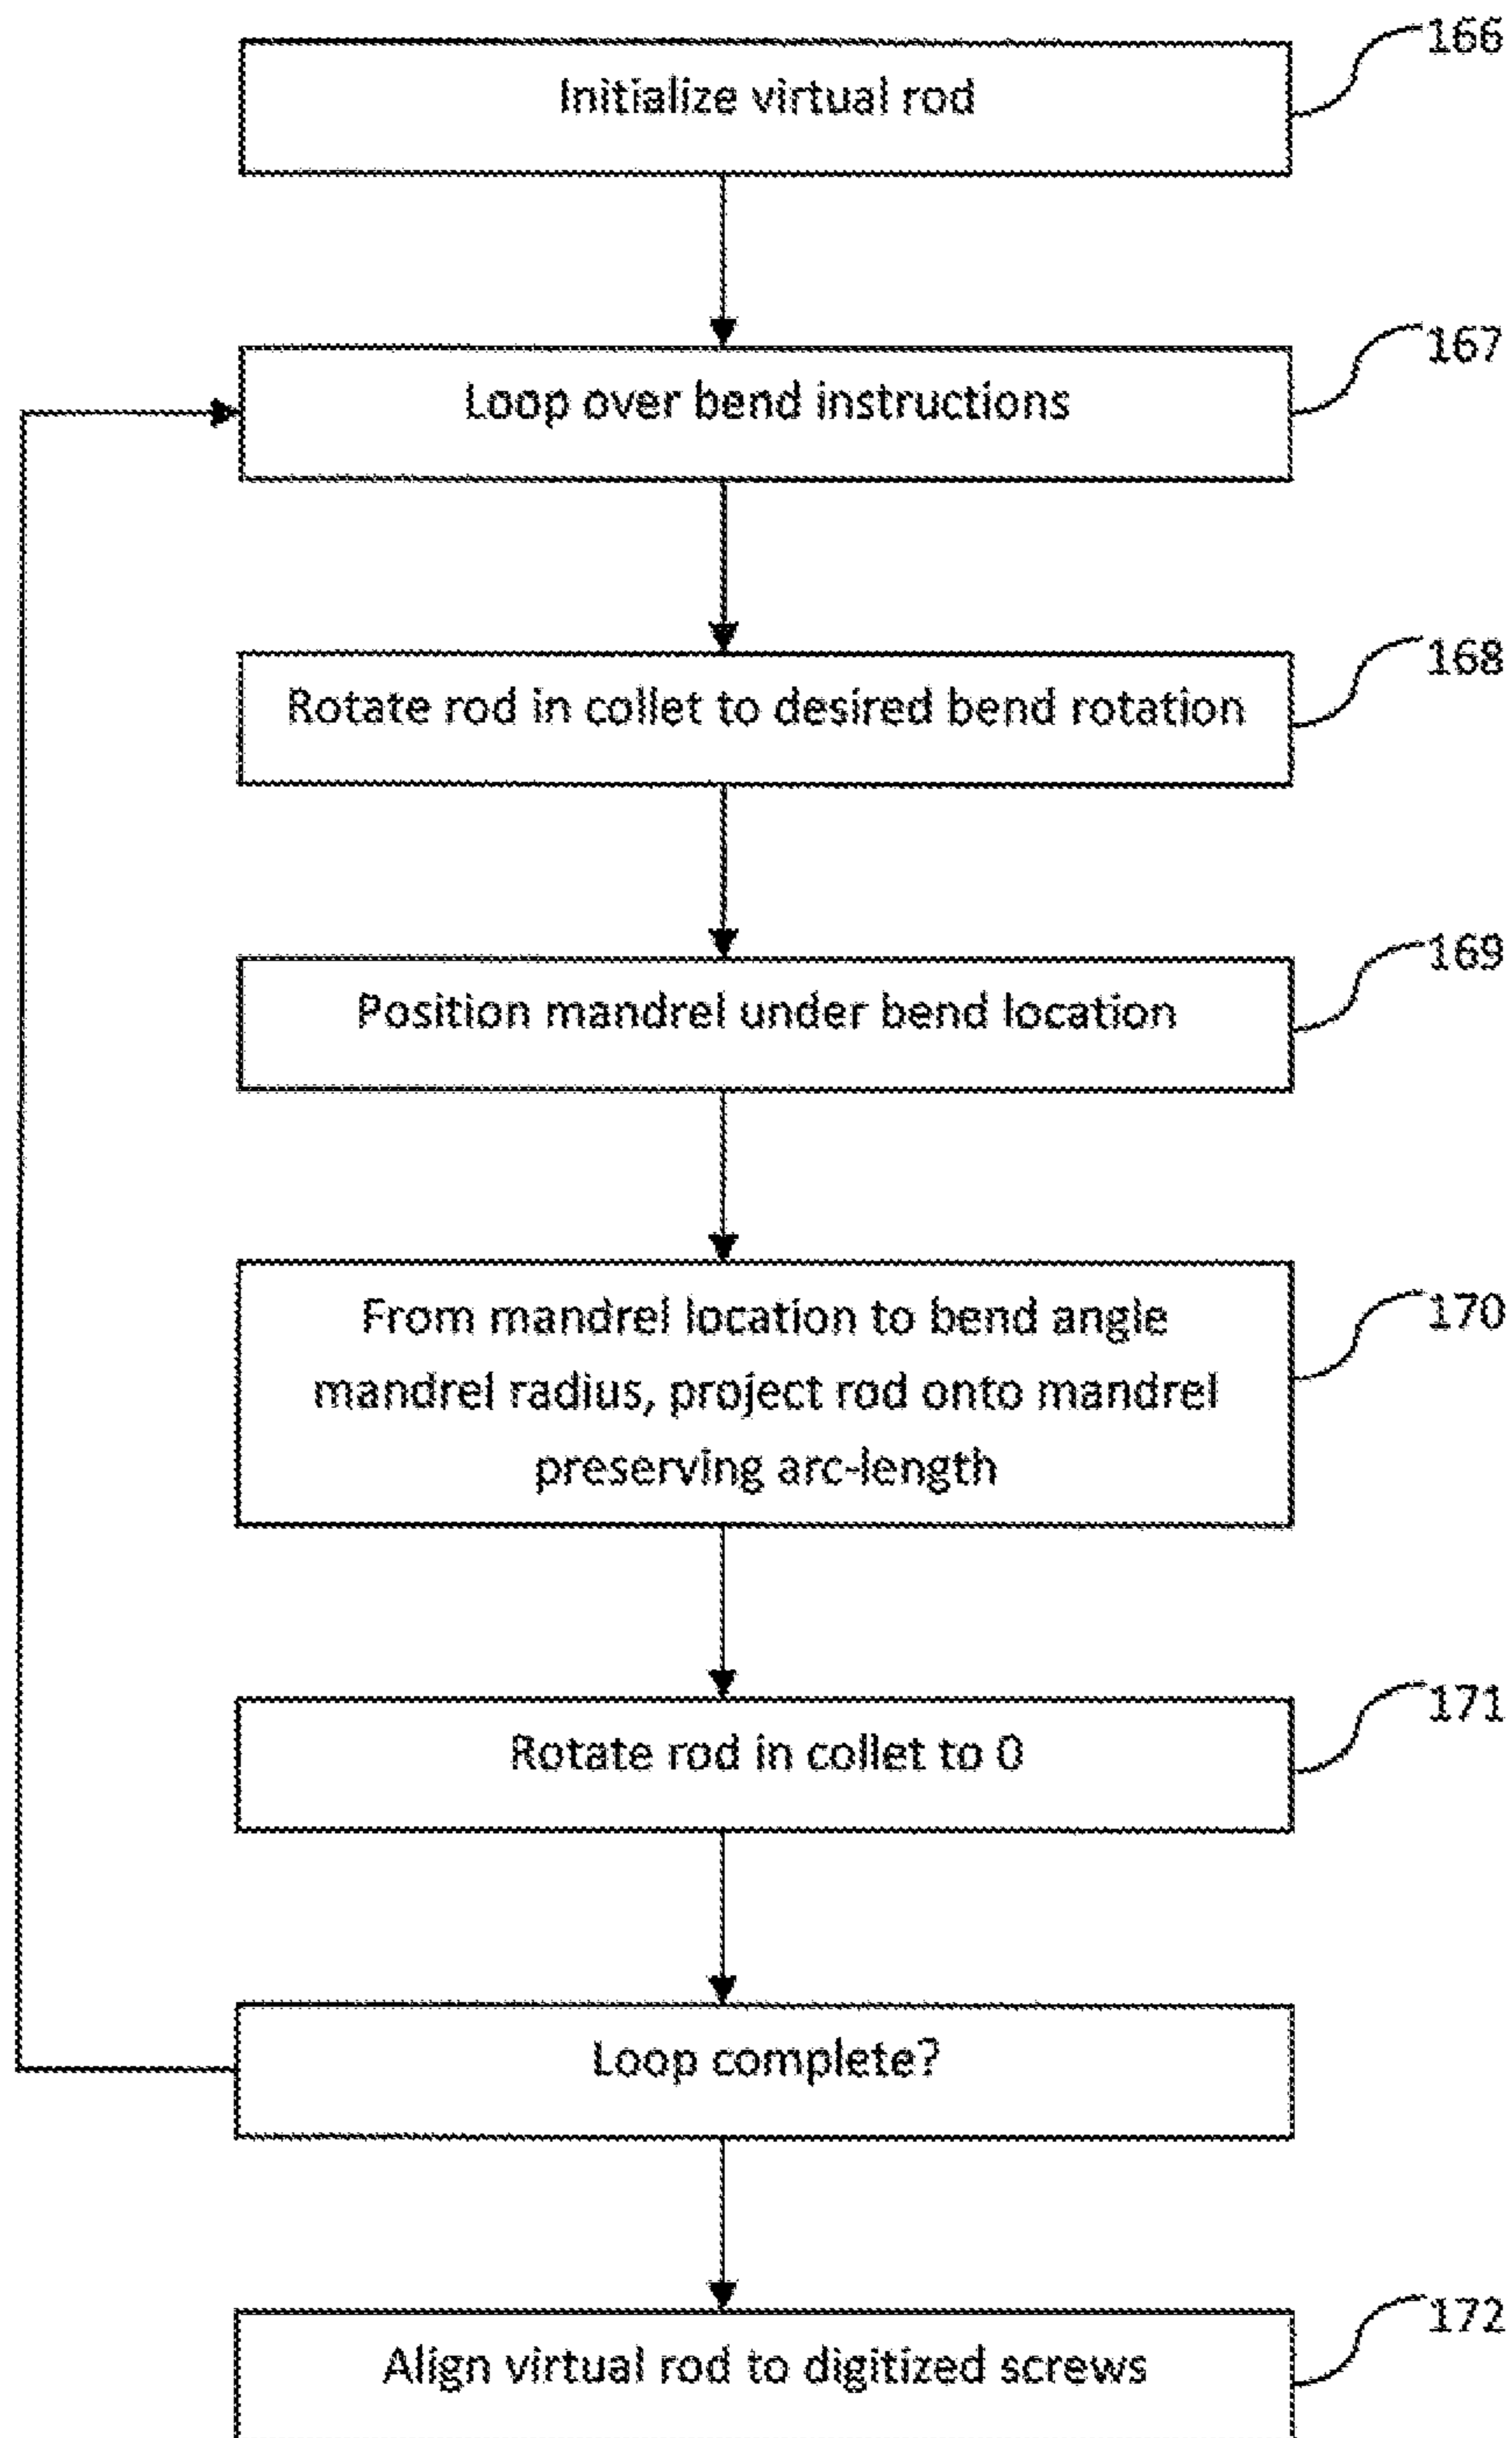 166
Initialize virtual rod
167
Loop over bend instructions
168
Rotate rod in collet to desired bend rotation
169
Position mandrel under bend location
170
From mandrel location to bend angle
mandrel radius, project rod onto mandrel
preserving arc-length
171
Rotate rod in collet to 0
Loop complete?
172
Align virtual rod to digitized screws